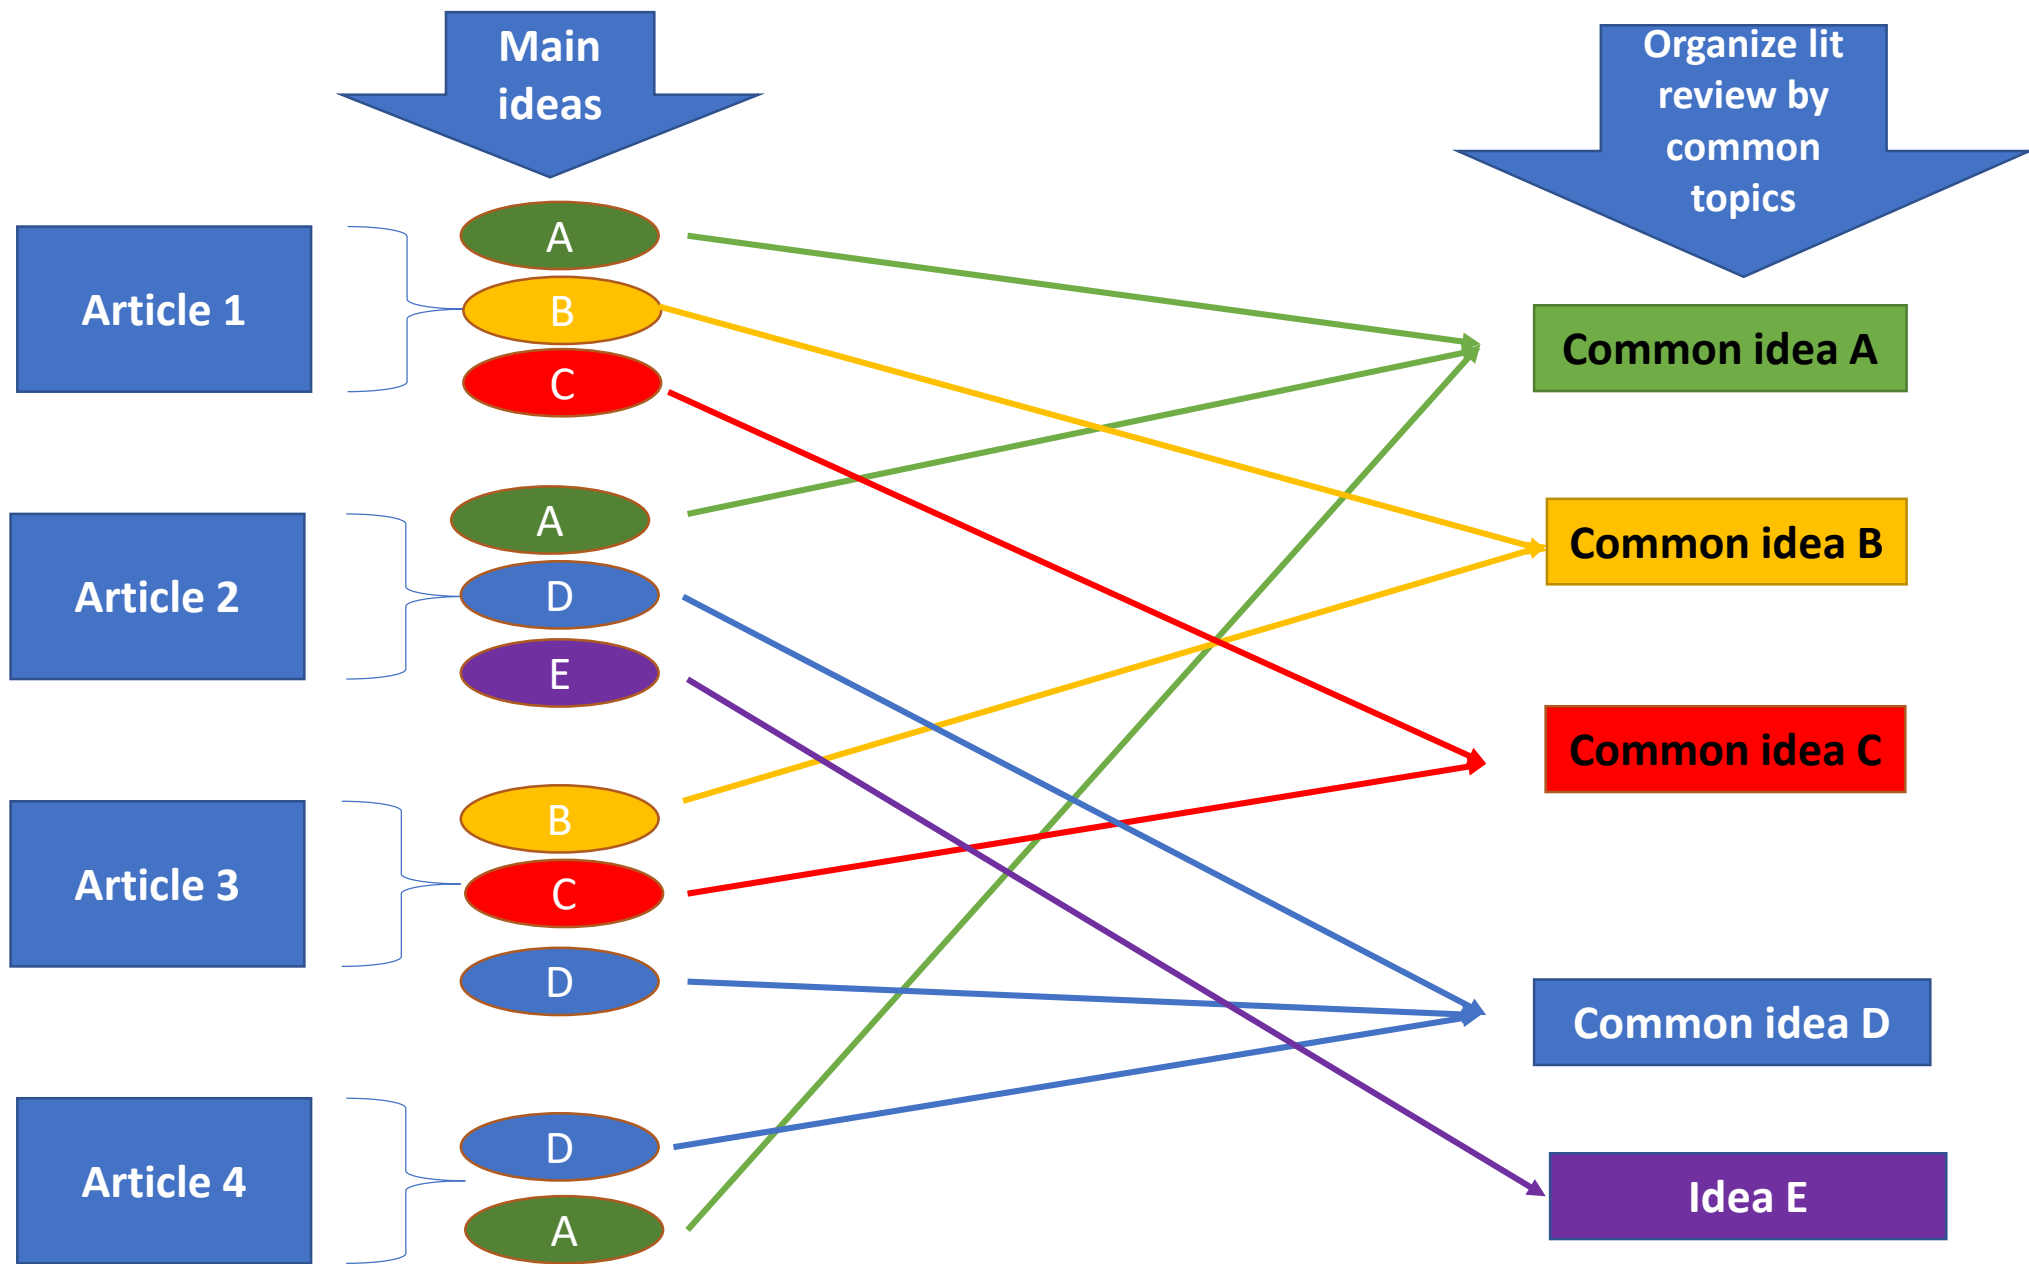 Main
ideas
Organize lit
review by
common
topics
Article 1
A
B
C
Article 2
A
D
E
Article 3
B
C
D
Article 4
D
A
Common idea A
Common idea B
Common idea C
Common idea D
Idea E